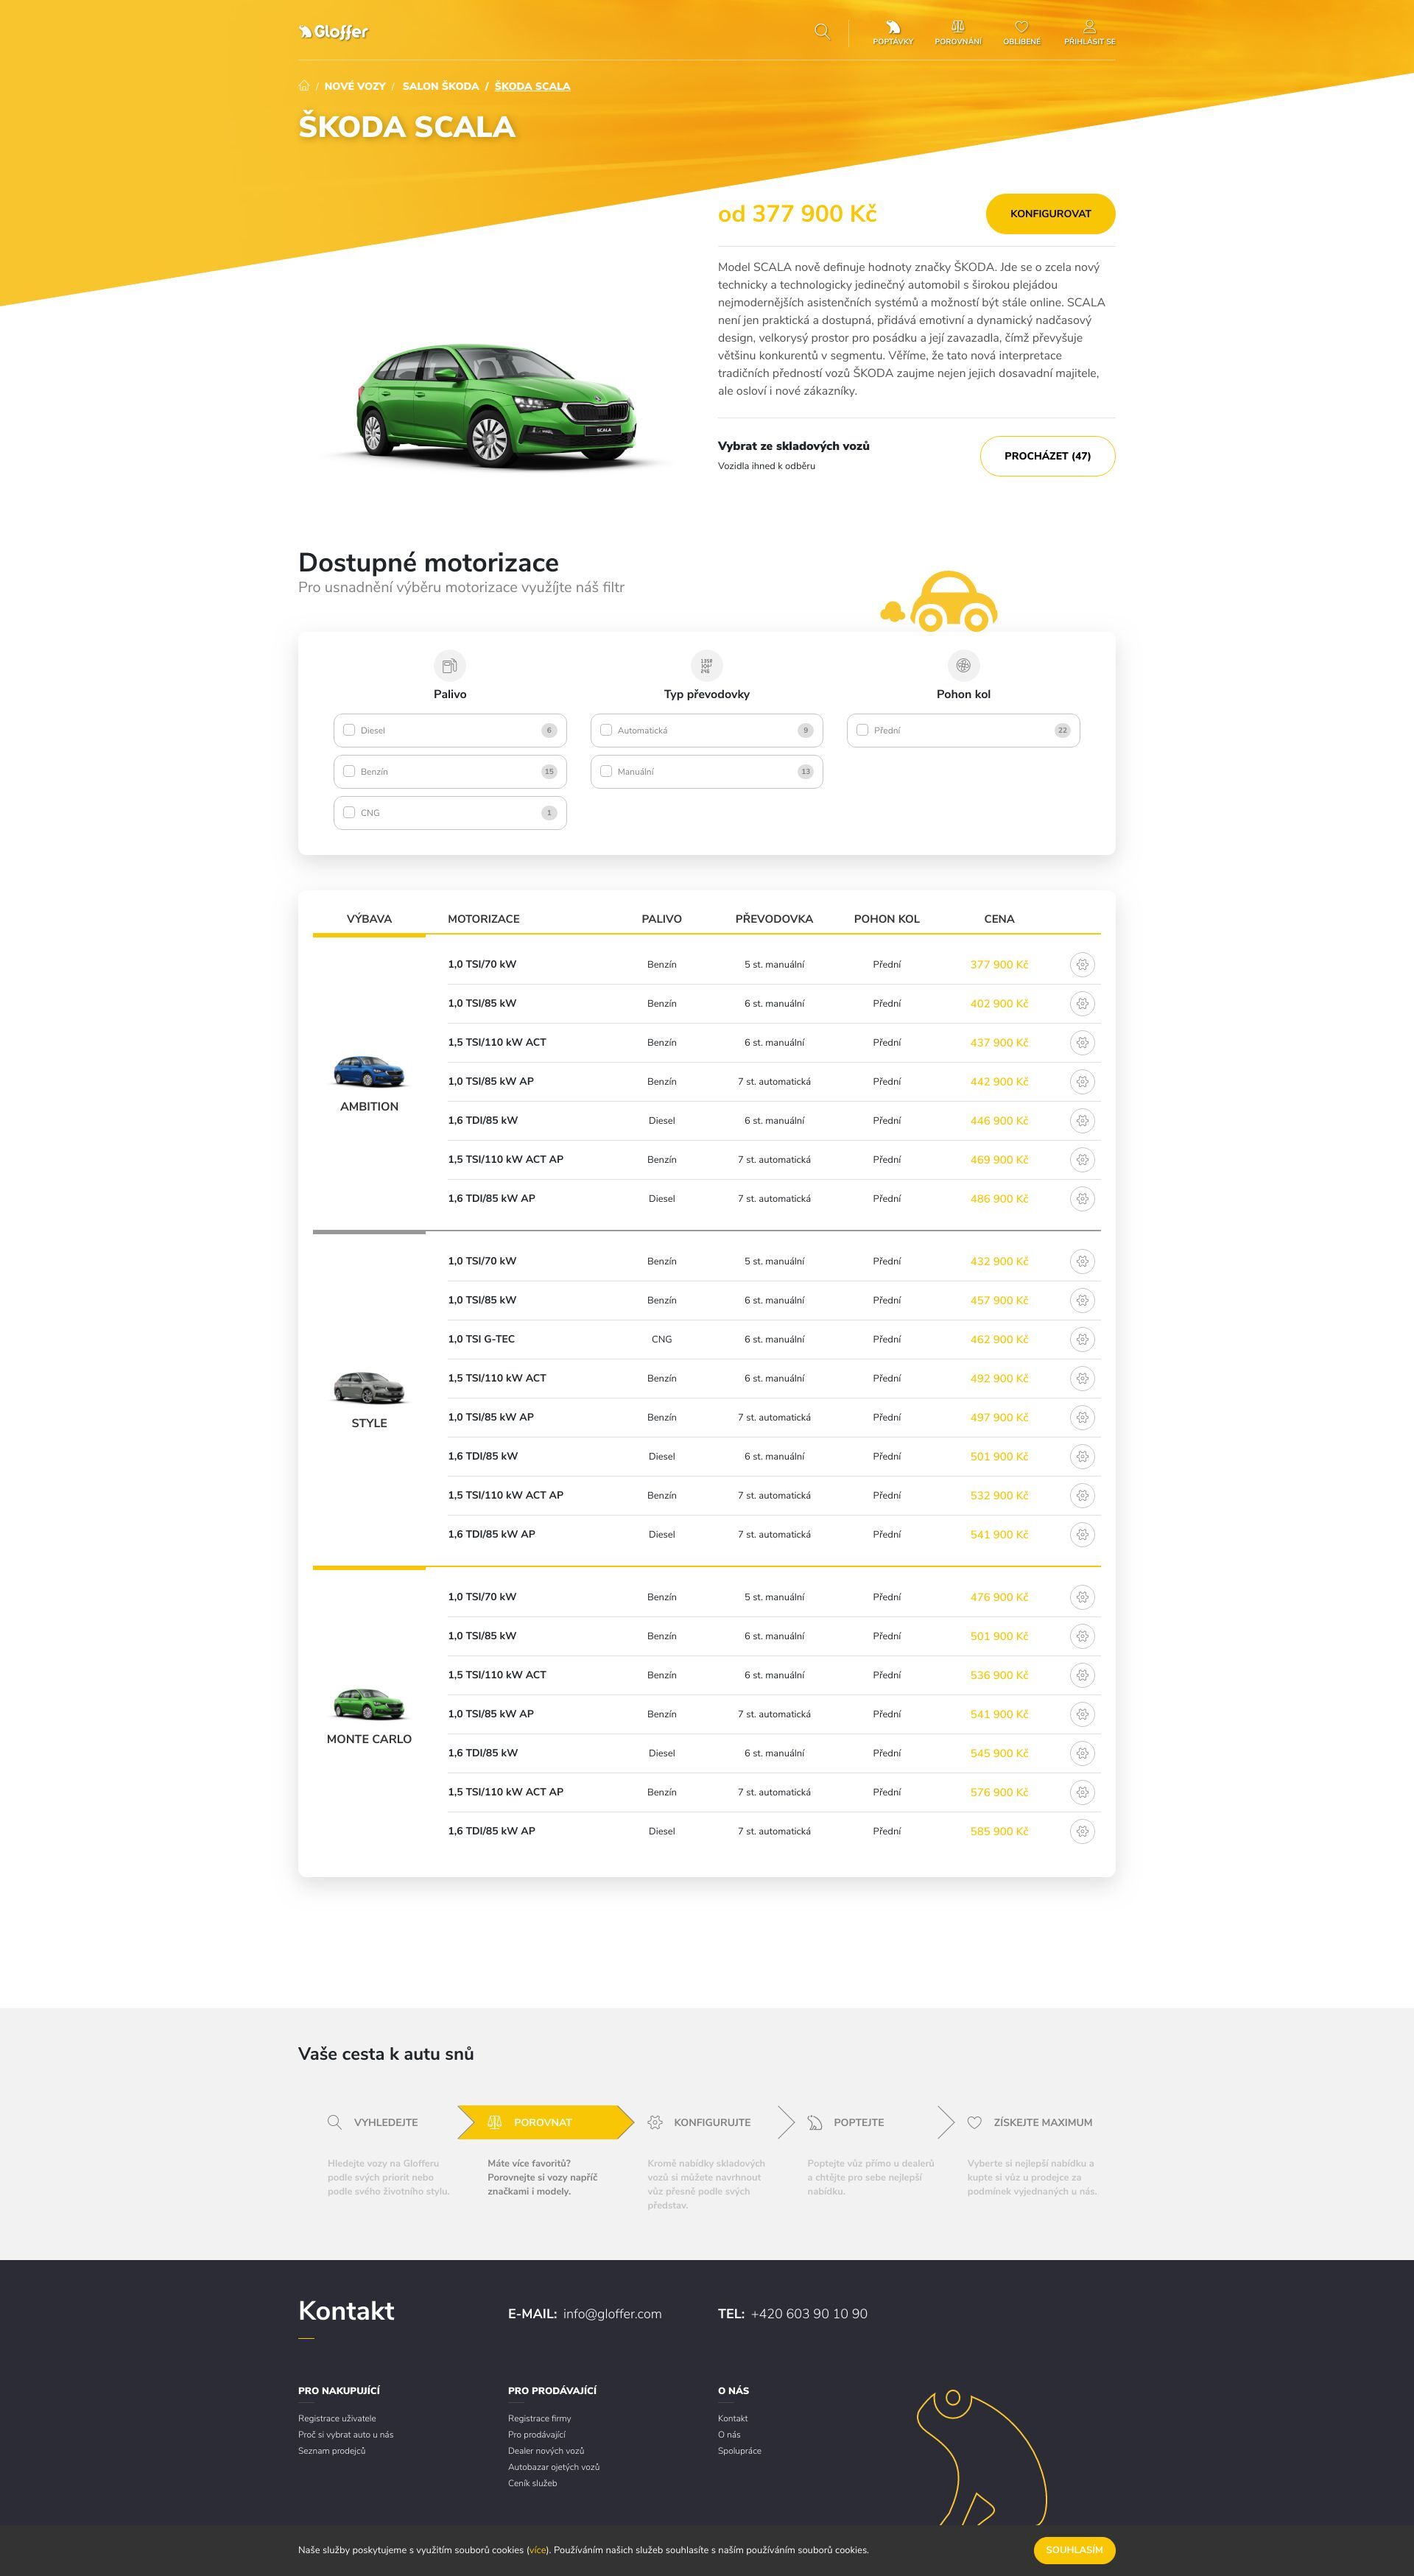 Gloffer
POPTÁVKY
POROVNÁNÍ
OBLÍBENÉ
PŘIHLÁSIT SE
/ NOVÉ VOZY / SALON ŠKODA / ŠKODA SCALA
ŠKODA SCALA
od 377 900 Kč
KONFIGUROVAT
Model SCALA nově definuje hodnoty značky ŠKODA. Jde se o zcela nový
technicky a technologicky jedinečný automobil s širokou plejádou
nejmodernějších asistenčních systémů a možností být stále online. SCALA
není jen praktická a dostupná, přidává emotivní a dynamický nadčasový
design, velkorysý prostor pro posádku a její zavazadla, čímž převyšuje
většinu konkurentů v segmentu. Věříme, že tato nová interpretace
tradičních předností vozů ŠKODA zaujme nejen jejich dosavadní majitele,
ale osloví i nové zákazníky.
SCALA
Vybrat ze skladových vozů
Vozidla ihned k odběru
PROCHÁZET (47)
Dostupné motorizace
Pro usnadnění výběru motorizace využíjte náš filtr
Palivo
Diesel 6
Benzín 15
CNG 1
Typ převodovky
Automatická 9
Manuální 13
Pohon kol
Přední 22
VÝBAVA MOTORIZACE PALIVO PŘEVODOVKA POHON KOL CENA
AMBITION
1,0 TSI/70 kW Benzín 5 st. manuální Přední 377 900 Kč
1,0 TSI/85 kW Benzín 6 st. manuální Přední 402 900 Kč
1,5 TSI/110 kW ACT Benzín 6 st. manuální Přední 437 900 Kč
1,0 TSI/85 kW AP Benzín 7 st. automatická Přední 442 900 Kč
1,6 TDI/85 kW Diesel 6 st. manuální Přední 446 900 Kč
1,5 TSI/110 kW ACT AP Benzín 7 st. automatická Přední 469 900 Kč
1,6 TDI/85 kW AP Diesel 7 st. automatická Přední 486 900 Kč
STYLE
1,0 TSI/70 kW Benzín 5 st. manuální Přední 432 900 Kč
1,0 TSI/85 kW Benzín 6 st. manuální Přední 457 900 Kč
1,0 TSI G-TEC CNG 6 st. manuální Přední 462 900 Kč
1,5 TSI/110 kW ACT Benzín 6 st. manuální Přední 492 900 Kč
1,0 TSI/85 kW AP Benzín 7 st. automatická Přední 497 900 Kč
1,6 TDI/85 kW Diesel 6 st. manuální Přední 501 900 Kč
1,5 TSI/110 kW ACT AP Benzín 7 st. automatická Přední 532 900 Kč
1,6 TDI/85 kW AP Diesel 7 st. automatická Přední 541 900 Kč
MONTE CARLO
1,0 TSI/70 kW Benzín 5 st. manuální Přední 476 900 Kč
1,0 TSI/85 kW Benzín 6 st. manuální Přední 501 900 Kč
1,5 TSI/110 kW ACT Benzín 6 st. manuální Přední 536 900 Kč
1,0 TSI/85 kW AP Benzín 7 st. automatická Přední 541 900 Kč
1,6 TDI/85 kW Diesel 6 st. manuální Přední 545 900 Kč
1,5 TSI/110 kW ACT AP Benzín 7 st. automatická Přední 576 900 Kč
1,6 TDI/85 kW AP Diesel 7 st. automatická Přední 585 900 Kč
Vaše cesta k autu snů
VYHLEDEJTE
Hledejte vozy na Glofferu
podle svých priorit nebo
podle svého životního stylu.
POROVNAT
Máte více favoritů?
Porovnejte si vozy napříč
značkami i modely.
KONFIGURUJTE
Kromě nabídky skladových
vozů si můžete navrhnout
vůz přesně podle svých
představ.
POPTEJTE
Poptejte vůz přímo u dealerů
a chtějte pro sebe nejlepší
nabídku.
ZÍSKEJTE MAXIMUM
Vyberte si nejlepší nabídku a
kupte si vůz u prodejce za
podmínek vyjednaných u nás.
Kontakt
E-MAIL: info@gloffer.com
TEL: +420 603 90 10 90
PRO NAKUPUJÍCÍ
Registrace uživatele
Proč si vybrat auto u nás
Seznam prodejců
PRO PRODÁVAJÍCÍ
Registrace firmy
Pro prodávající
Dealer nových vozů
Autobazar ojetých vozů
Ceník služeb
O NÁS
Kontakt
O nás
Spolupráce
Naše služby poskytujeme s využitím souborů cookies (více). Používáním našich služeb souhlasíte s naším používáním souborů cookies.
SOUHLASÍM